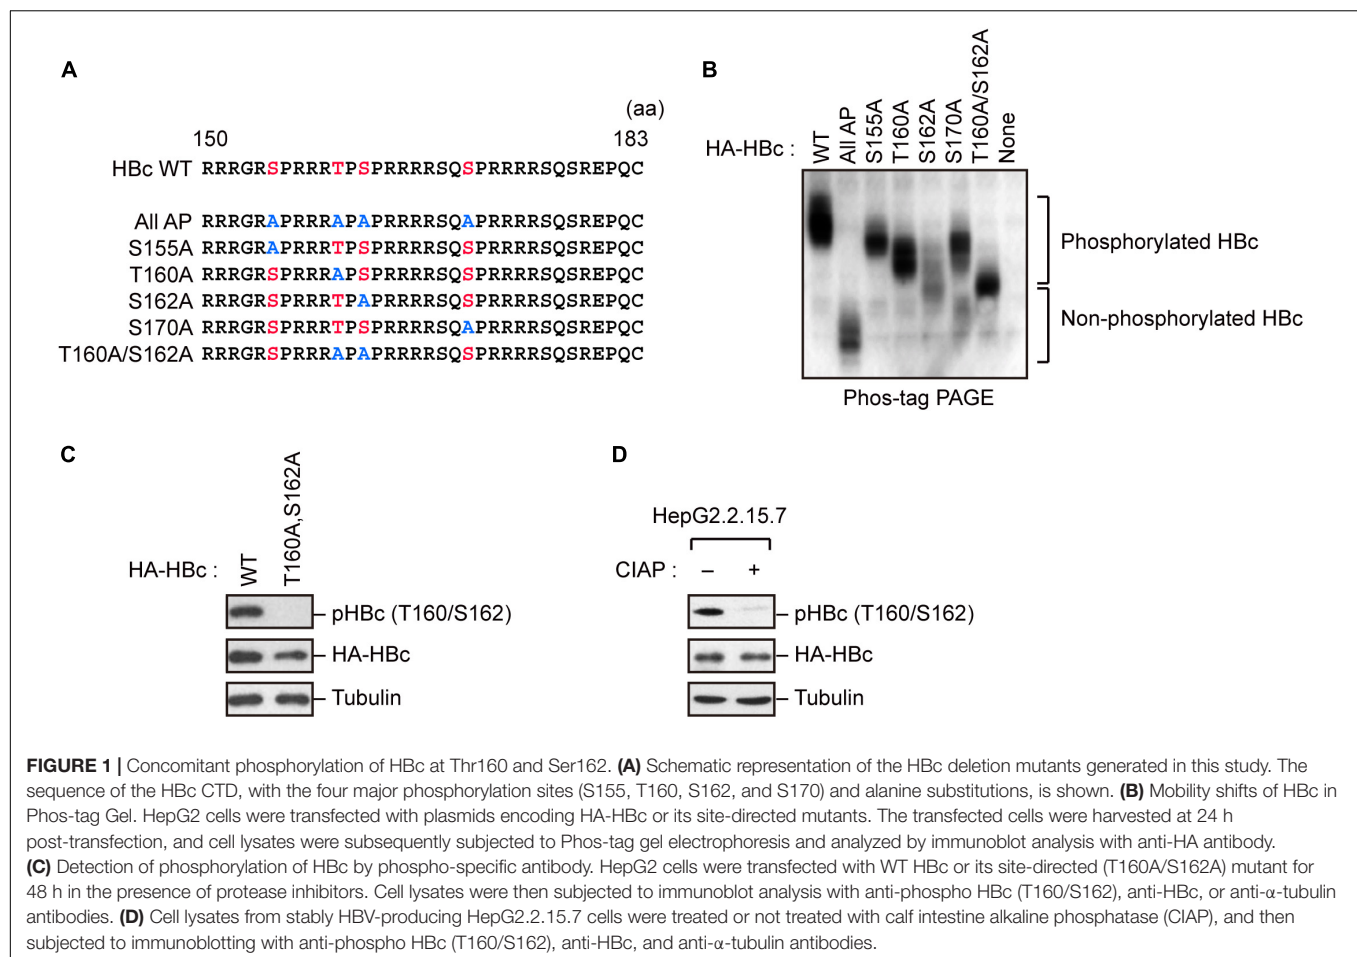 A
(aa)
150 183
HBc WT RRRGRSPRRRTPSPRRRRSQSPRRRRSQSREPQC
All AP RRRGRAPRRRAPAPRRRRSQAPRRRRSQSREPQC
S155A RRRGRAPRRRTPSPRRRRSQSPRRRRSQSREPQC
T160A RRRGRSPRRRAPSPRRRRSQSPRRRRSQSREPQC
S162A RRRGRSPRRRTPAPRRRRSQSPRRRRSQSREPQC
S170A RRRGRSPRRRTPSPRRRRSQAPRRRRSQSREPQC
T160A/S162A RRRGRSPRRRAPAPRRRRSQSPRRRRSQSREPQC
B
HA-HBc : WT All AP S155A T160A S162A S170A T160A/S162A None
Phosphorylated HBc
Non-phosphorylated HBc
Phos-tag PAGE
C
HA-HBc : WT T160A,S162A
pHBc (T160/S162)
HA-HBc
Tubulin
D
HepG2.2.15.7
CIAP : – +
pHBc (T160/S162)
HA-HBc
Tubulin
FIGURE 1 | Concomitant phosphorylation of HBc at Thr160 and Ser162. (A) Schematic representation of the HBc deletion mutants generated in this study. The
sequence of the HBc CTD, with the four major phosphorylation sites (S155, T160, S162, and S170) and alanine substitutions, is shown. (B) Mobility shifts of HBc in
Phos-tag Gel. HepG2 cells were transfected with plasmids encoding HA-HBc or its site-directed mutants. The transfected cells were harvested at 24 h
post-transfection, and cell lysates were subsequently subjected to Phos-tag gel electrophoresis and analyzed by immunoblot analysis with anti-HA antibody.
(C) Detection of phosphorylation of HBc by phospho-specific antibody. HepG2 cells were transfected with WT HBc or its site-directed (T160A/S162A) mutant for
48 h in the presence of protease inhibitors. Cell lysates were then subjected to immunoblot analysis with anti-phospho HBc (T160/S162), anti-HBc, or anti-α-tubulin
antibodies. (D) Cell lysates from stably HBV-producing HepG2.2.15.7 cells were treated or not treated with calf intestine alkaline phosphatase (CIAP), and then
subjected to immunoblotting with anti-phospho HBc (T160/S162), anti-HBc, and anti-α-tubulin antibodies.